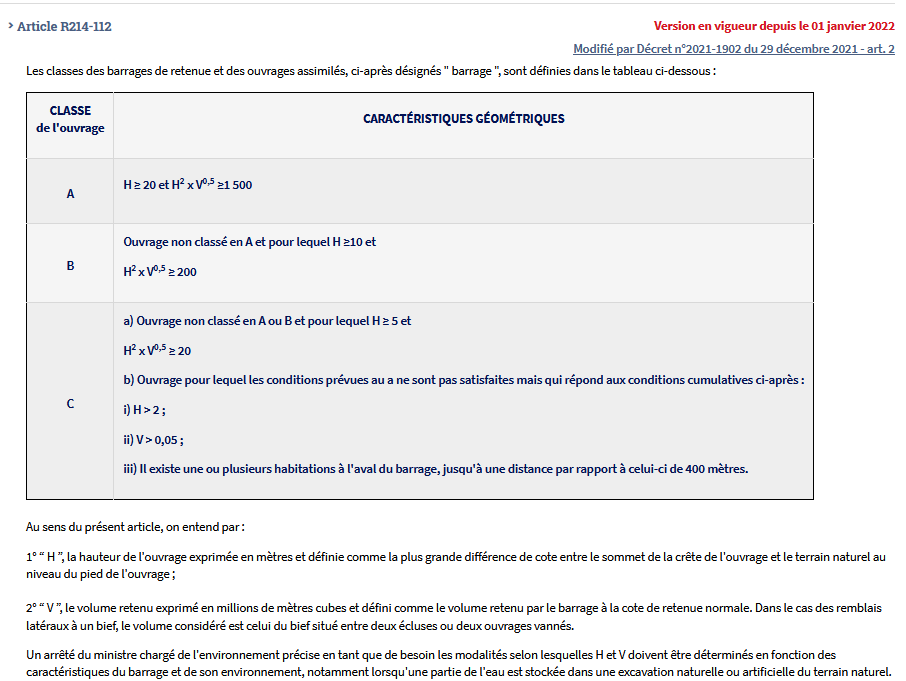 › Article R214-112
Version en vigueur depuis le 01 janvier 2022
Modifié par Décret n°2021-1902 du 29 décembre 2021 - art. 2
Les classes des barrages de retenue et des ouvrages assimilés, ci-après désignés " barrage ", sont définies dans le tableau ci-dessous :
CLASSE
de l'ouvrage
CARACTÉRISTIQUES GÉOMÉTRIQUES
A
H ≥ 20 et H² x V⁰,⁵ ≥1 500
B
Ouvrage non classé en A et pour lequel H ≥10 et
H² x V⁰,⁵ ≥ 200
C
a) Ouvrage non classé en A ou B et pour lequel H ≥ 5 et
H² x V⁰,⁵ ≥ 20
b) Ouvrage pour lequel les conditions prévues au a ne sont pas satisfaites mais qui répond aux conditions cumulatives ci-après :
i) H > 2 ;
ii) V > 0,05 ;
iii) Il existe une ou plusieurs habitations à l'aval du barrage, jusqu'à une distance par rapport à celui-ci de 400 mètres.
Au sens du présent article, on entend par :
1° “ H ”, la hauteur de l'ouvrage exprimée en mètres et définie comme la plus grande différence de cote entre le sommet de la crête de l'ouvrage et le terrain naturel au
niveau du pied de l'ouvrage ;
2° “ V ”, le volume retenu exprimé en millions de mètres cubes et défini comme le volume retenu par le barrage à la cote de retenue normale. Dans le cas des remblais
latéraux à un bief, le volume considéré est celui du bief situé entre deux écluses ou deux ouvrages vannés.
Un arrêté du ministre chargé de l'environnement précise en tant que de besoin les modalités selon lesquelles H et V doivent être déterminés en fonction des
caractéristiques du barrage et de son environnement, notamment lorsqu'une partie de l'eau est stockée dans une excavation naturelle ou artificielle du terrain naturel.